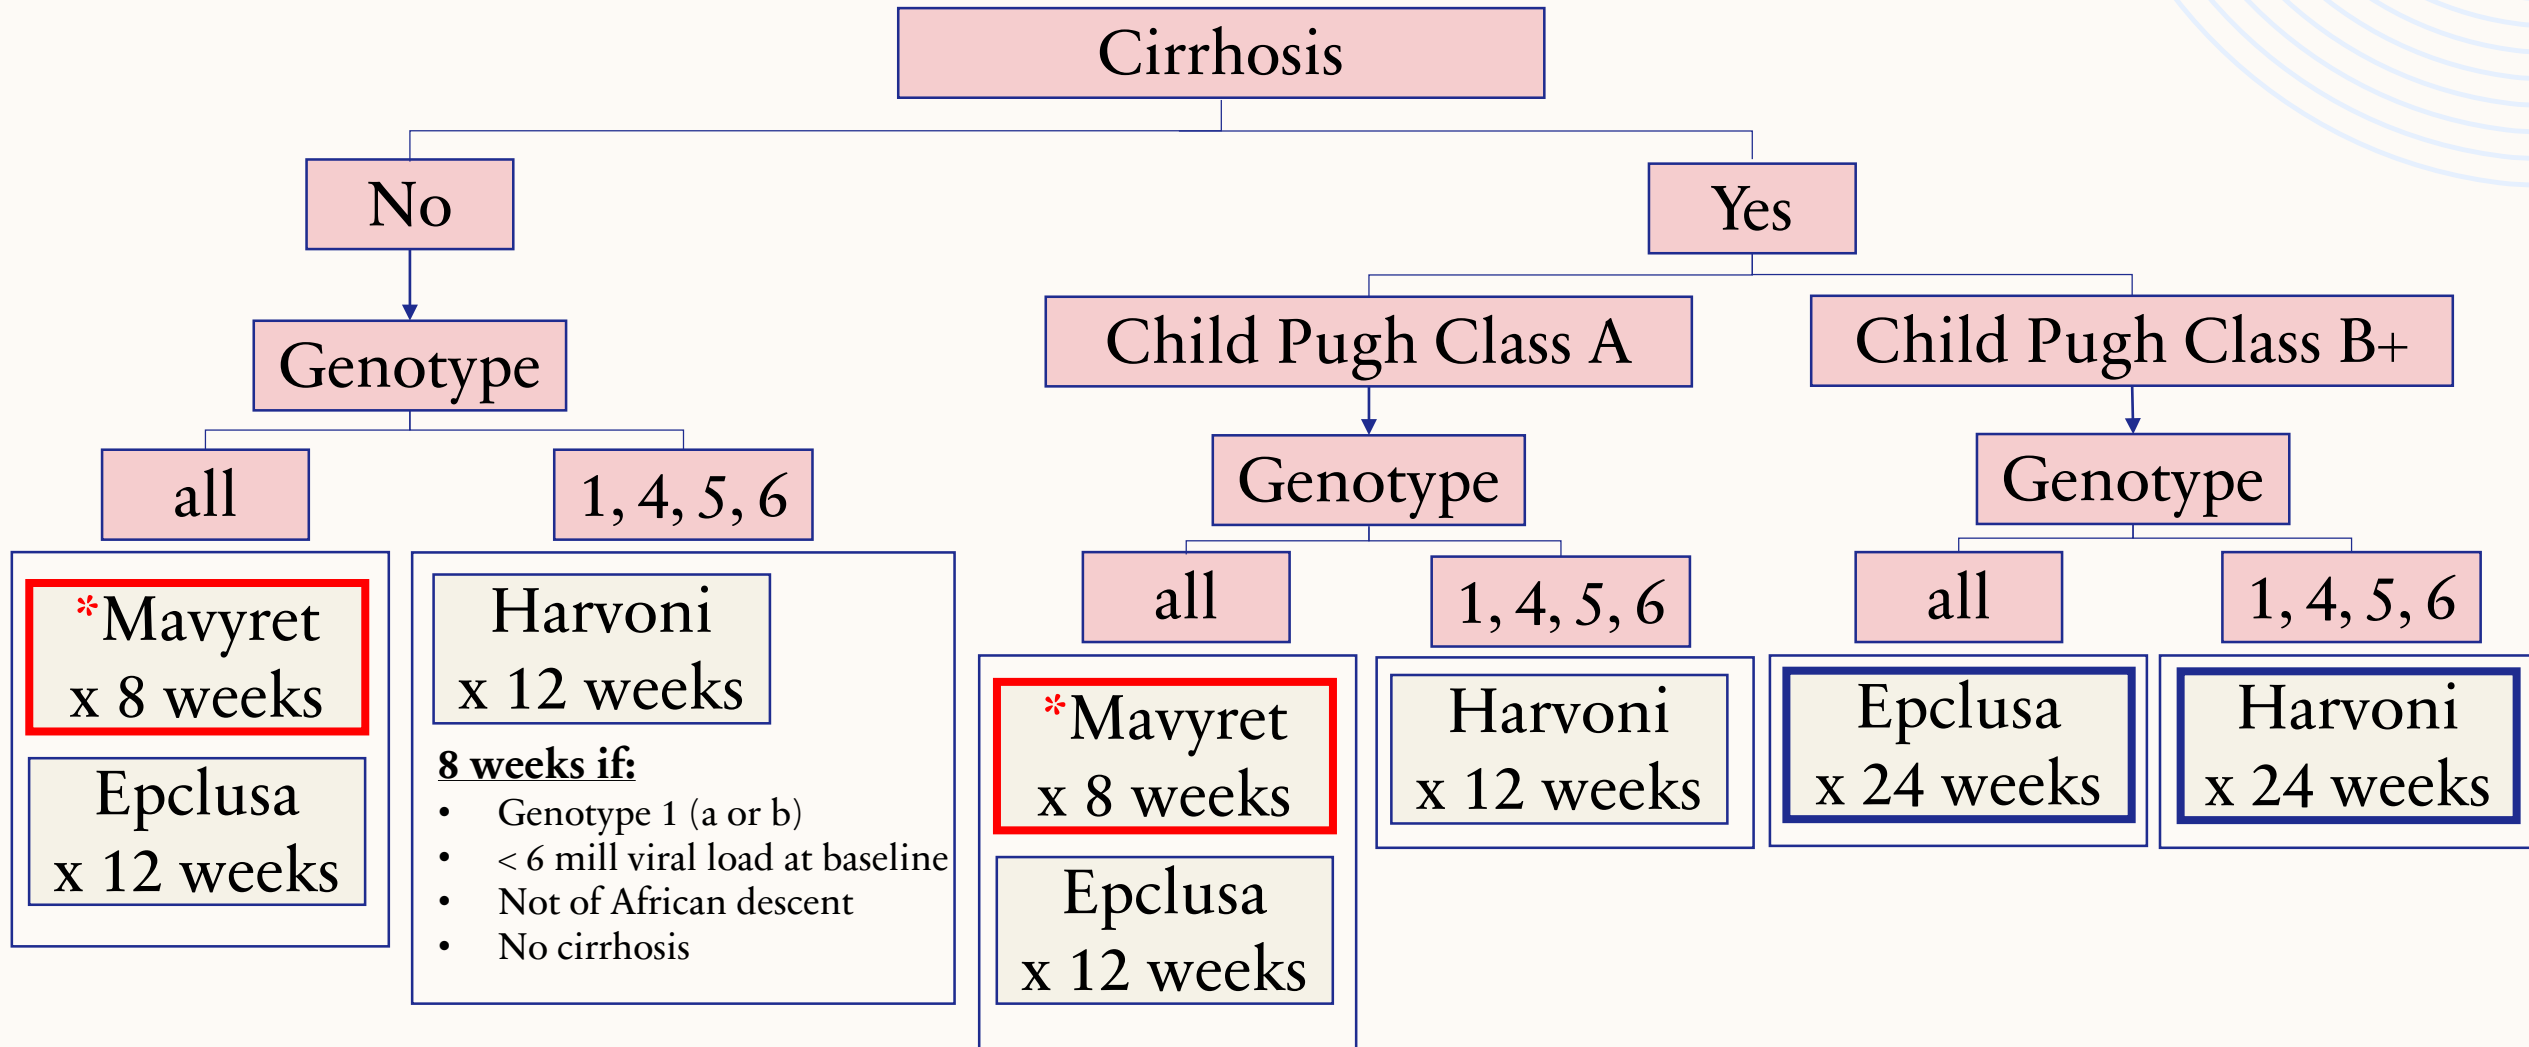 Cirrhosis
No
Yes
Genotype
Child Pugh Class A
Child Pugh Class B+
all
1, 4, 5, 6
Genotype
Genotype
*Mavyret
x 8 weeks
Epclusa
x 12 weeks
Harvoni
x 12 weeks
8 weeks if:
• Genotype 1 (a or b)
• < 6 mill viral load at baseline
• Not of African descent
• No cirrhosis
all
1, 4, 5, 6
all
1, 4, 5, 6
*Mavyret
x 8 weeks
Epclusa
x 12 weeks
Harvoni
x 12 weeks
Epclusa
x 24 weeks
Harvoni
x 24 weeks